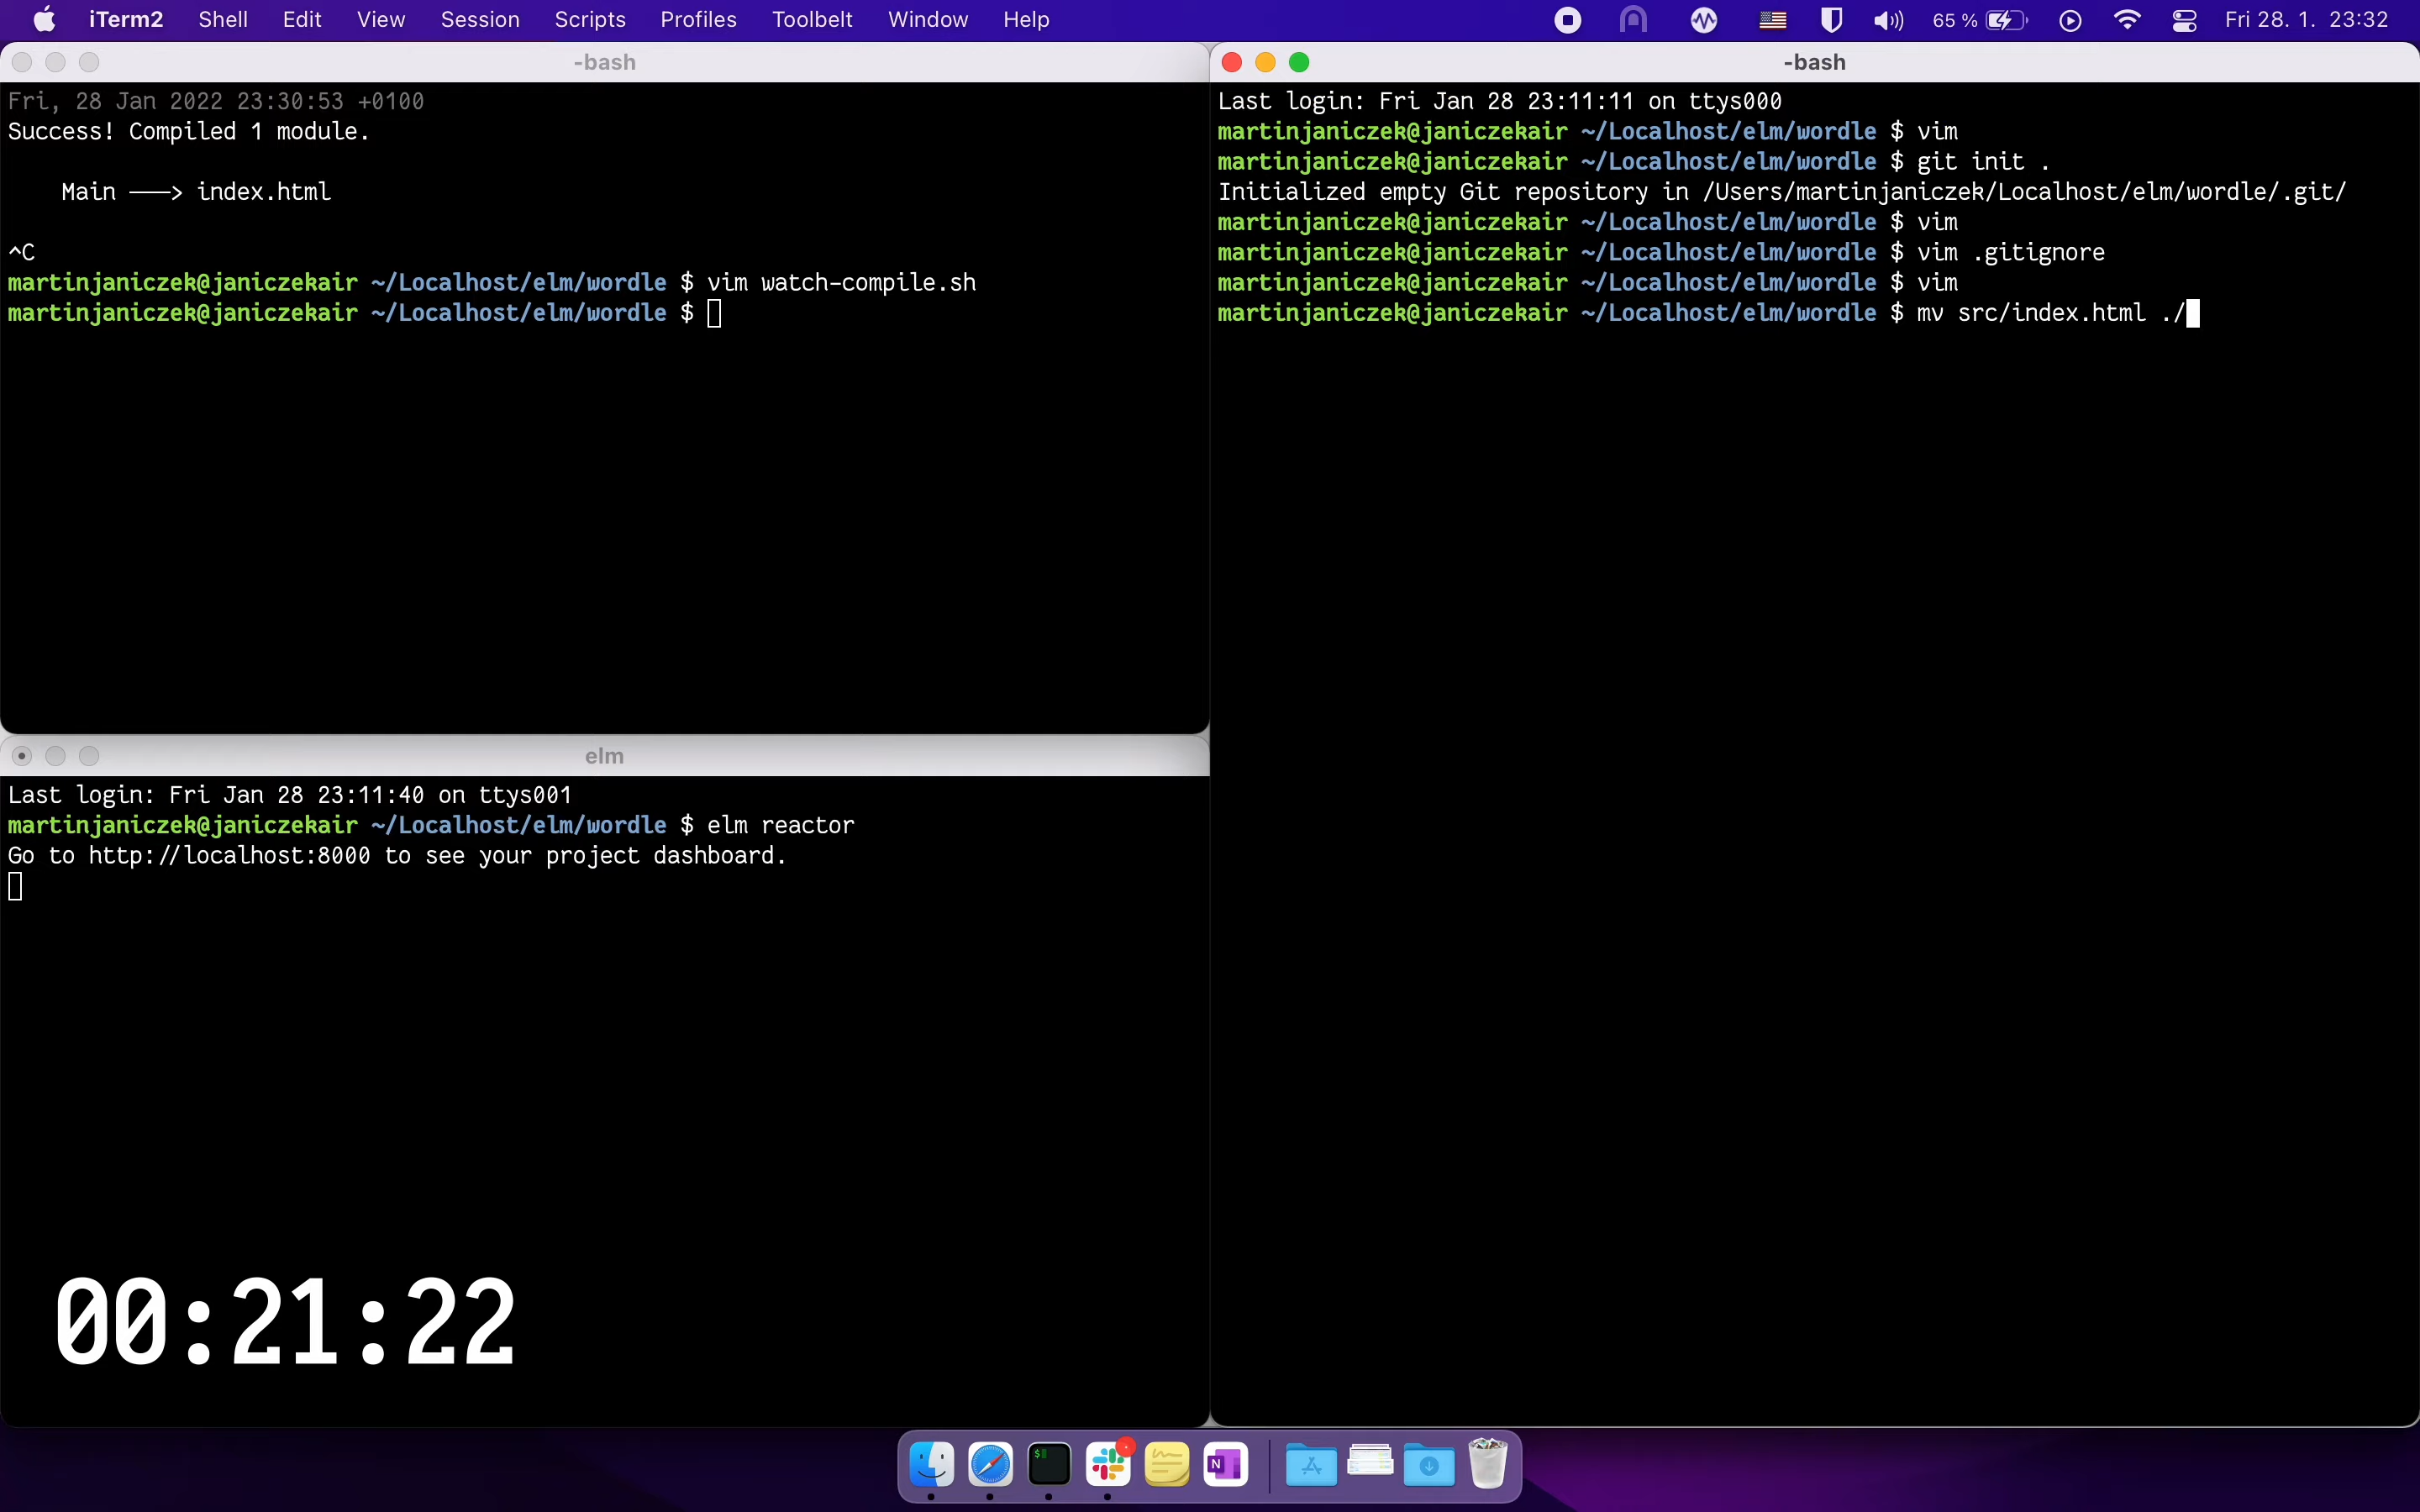 iTerm2 Shell Edit View Session Scripts Profiles Toolbelt Window Help 65 % Fri 28. 1. 23:32
-bash
Fri, 28 Jan 2022 23:30:53 +0100
Success! Compiled 1 module.
Main ———> index.html
^C
martinjaniczek@janiczekair ~/Localhost/elm/wordle $ vim watch-compile.sh
martinjaniczek@janiczekair ~/Localhost/elm/wordle $
elm
Last login: Fri Jan 28 23:11:40 on ttys001
martinjaniczek@janiczekair ~/Localhost/elm/wordle $ elm reactor
Go to http://localhost:8000 to see your project dashboard.
00:21:22
-bash
Last login: Fri Jan 28 23:11:11 on ttys000
martinjaniczek@janiczekair ~/Localhost/elm/wordle $ vim
martinjaniczek@janiczekair ~/Localhost/elm/wordle $ git init .
Initialized empty Git repository in /Users/martinjaniczek/Localhost/elm/wordle/.git/
martinjaniczek@janiczekair ~/Localhost/elm/wordle $ vim
martinjaniczek@janiczekair ~/Localhost/elm/wordle $ vim .gitignore
martinjaniczek@janiczekair ~/Localhost/elm/wordle $ vim
martinjaniczek@janiczekair ~/Localhost/elm/wordle $ mv src/index.html ./